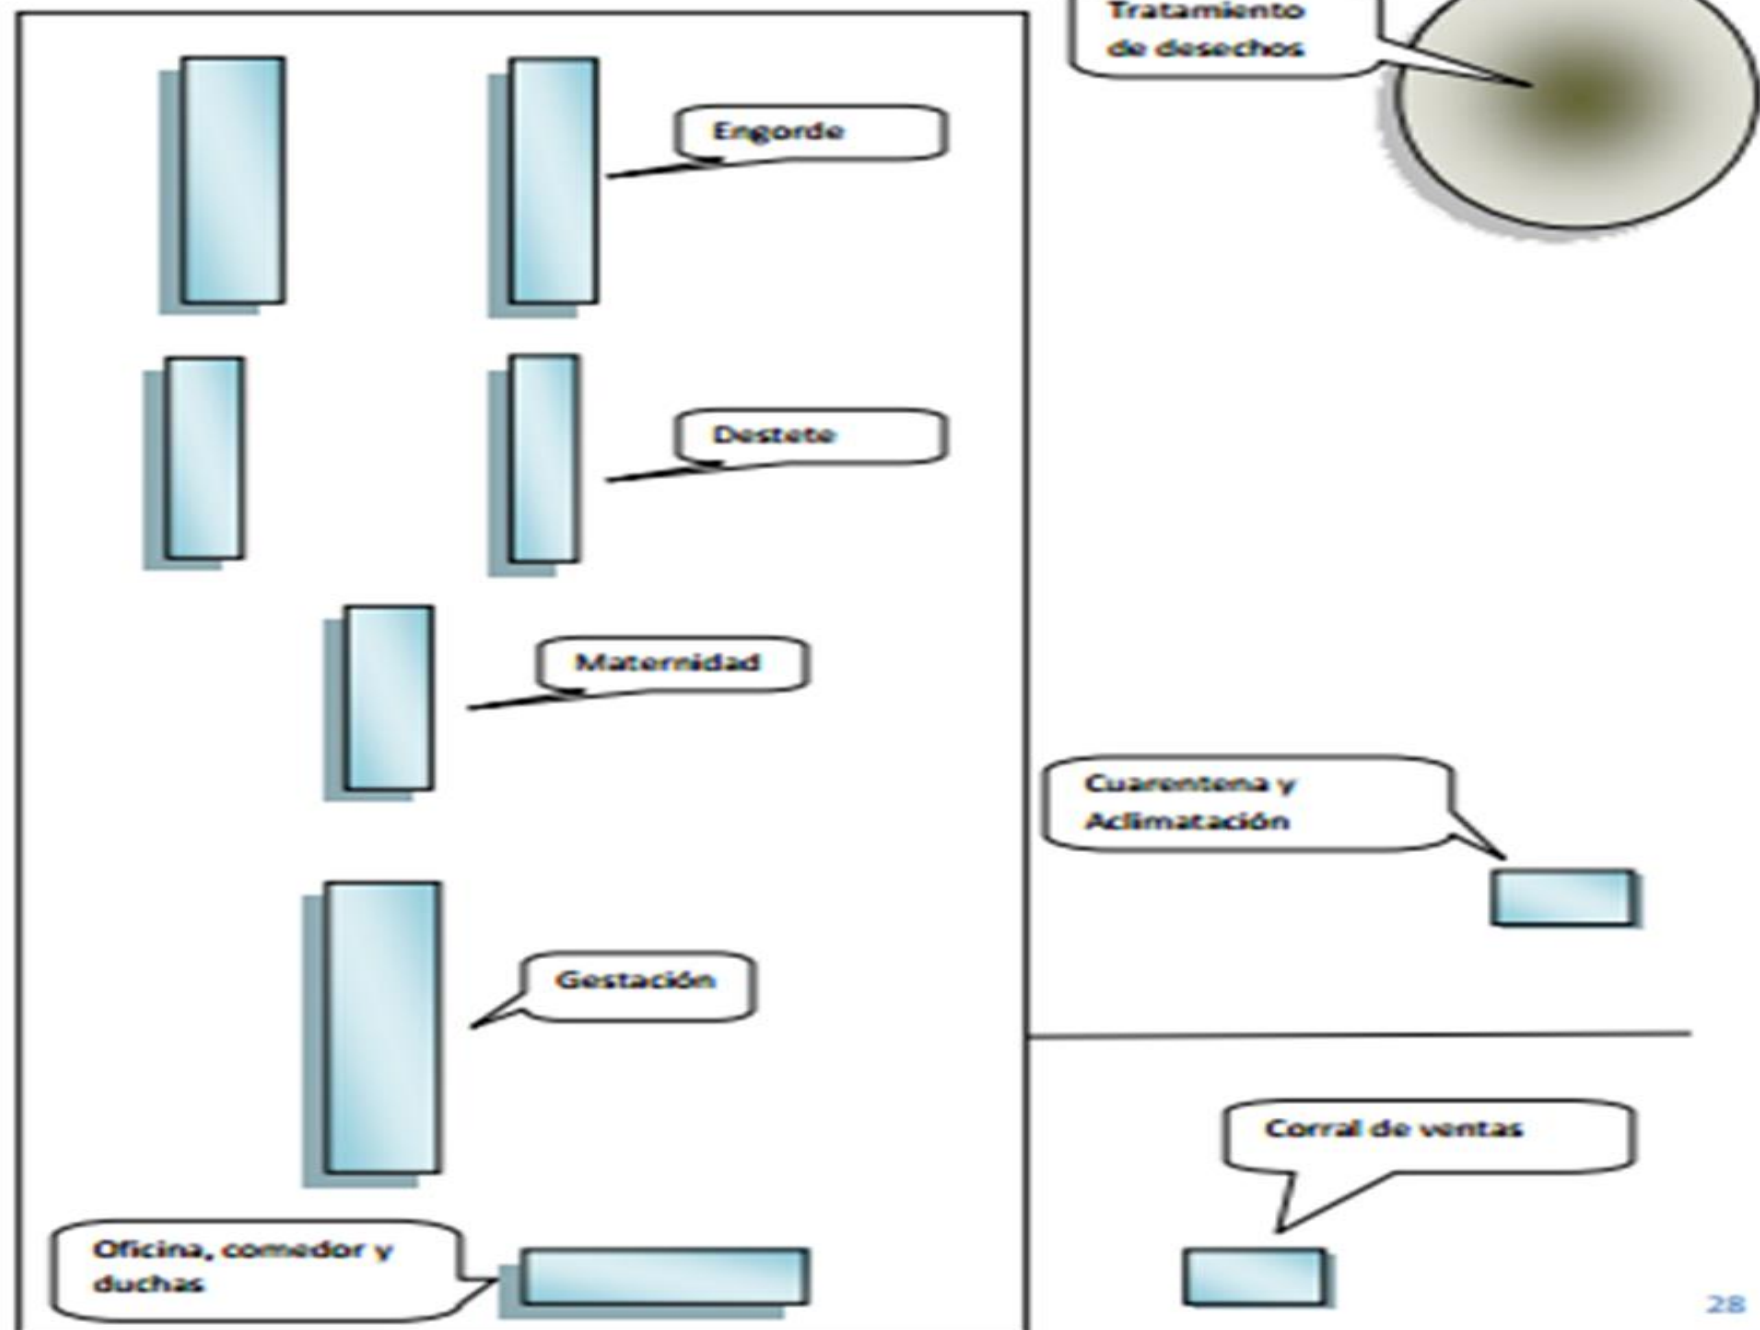 Tratamiento
de desechos
Engorde
Destete
Maternidad
Cuarentena y
Aclimatación
Gestación
Corral de ventas
Oficina, comedor y
duchas
28